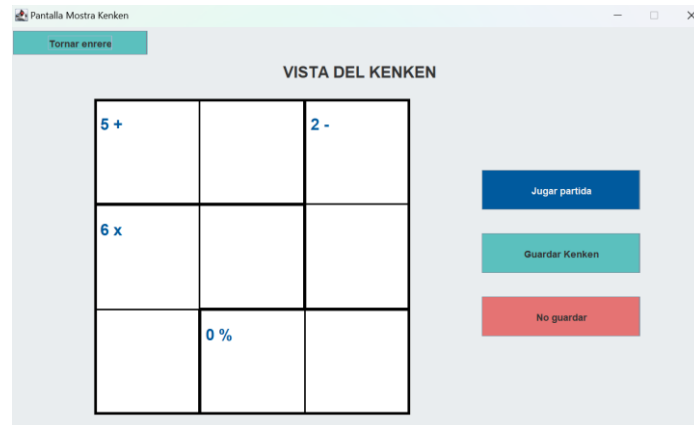 Pantalla Mostra Kenken
Tornar enrere
VISTA DEL KENKEN
5 +
2 -
Jugar partida
6 x
Guardar Kenken
No guardar
0 %